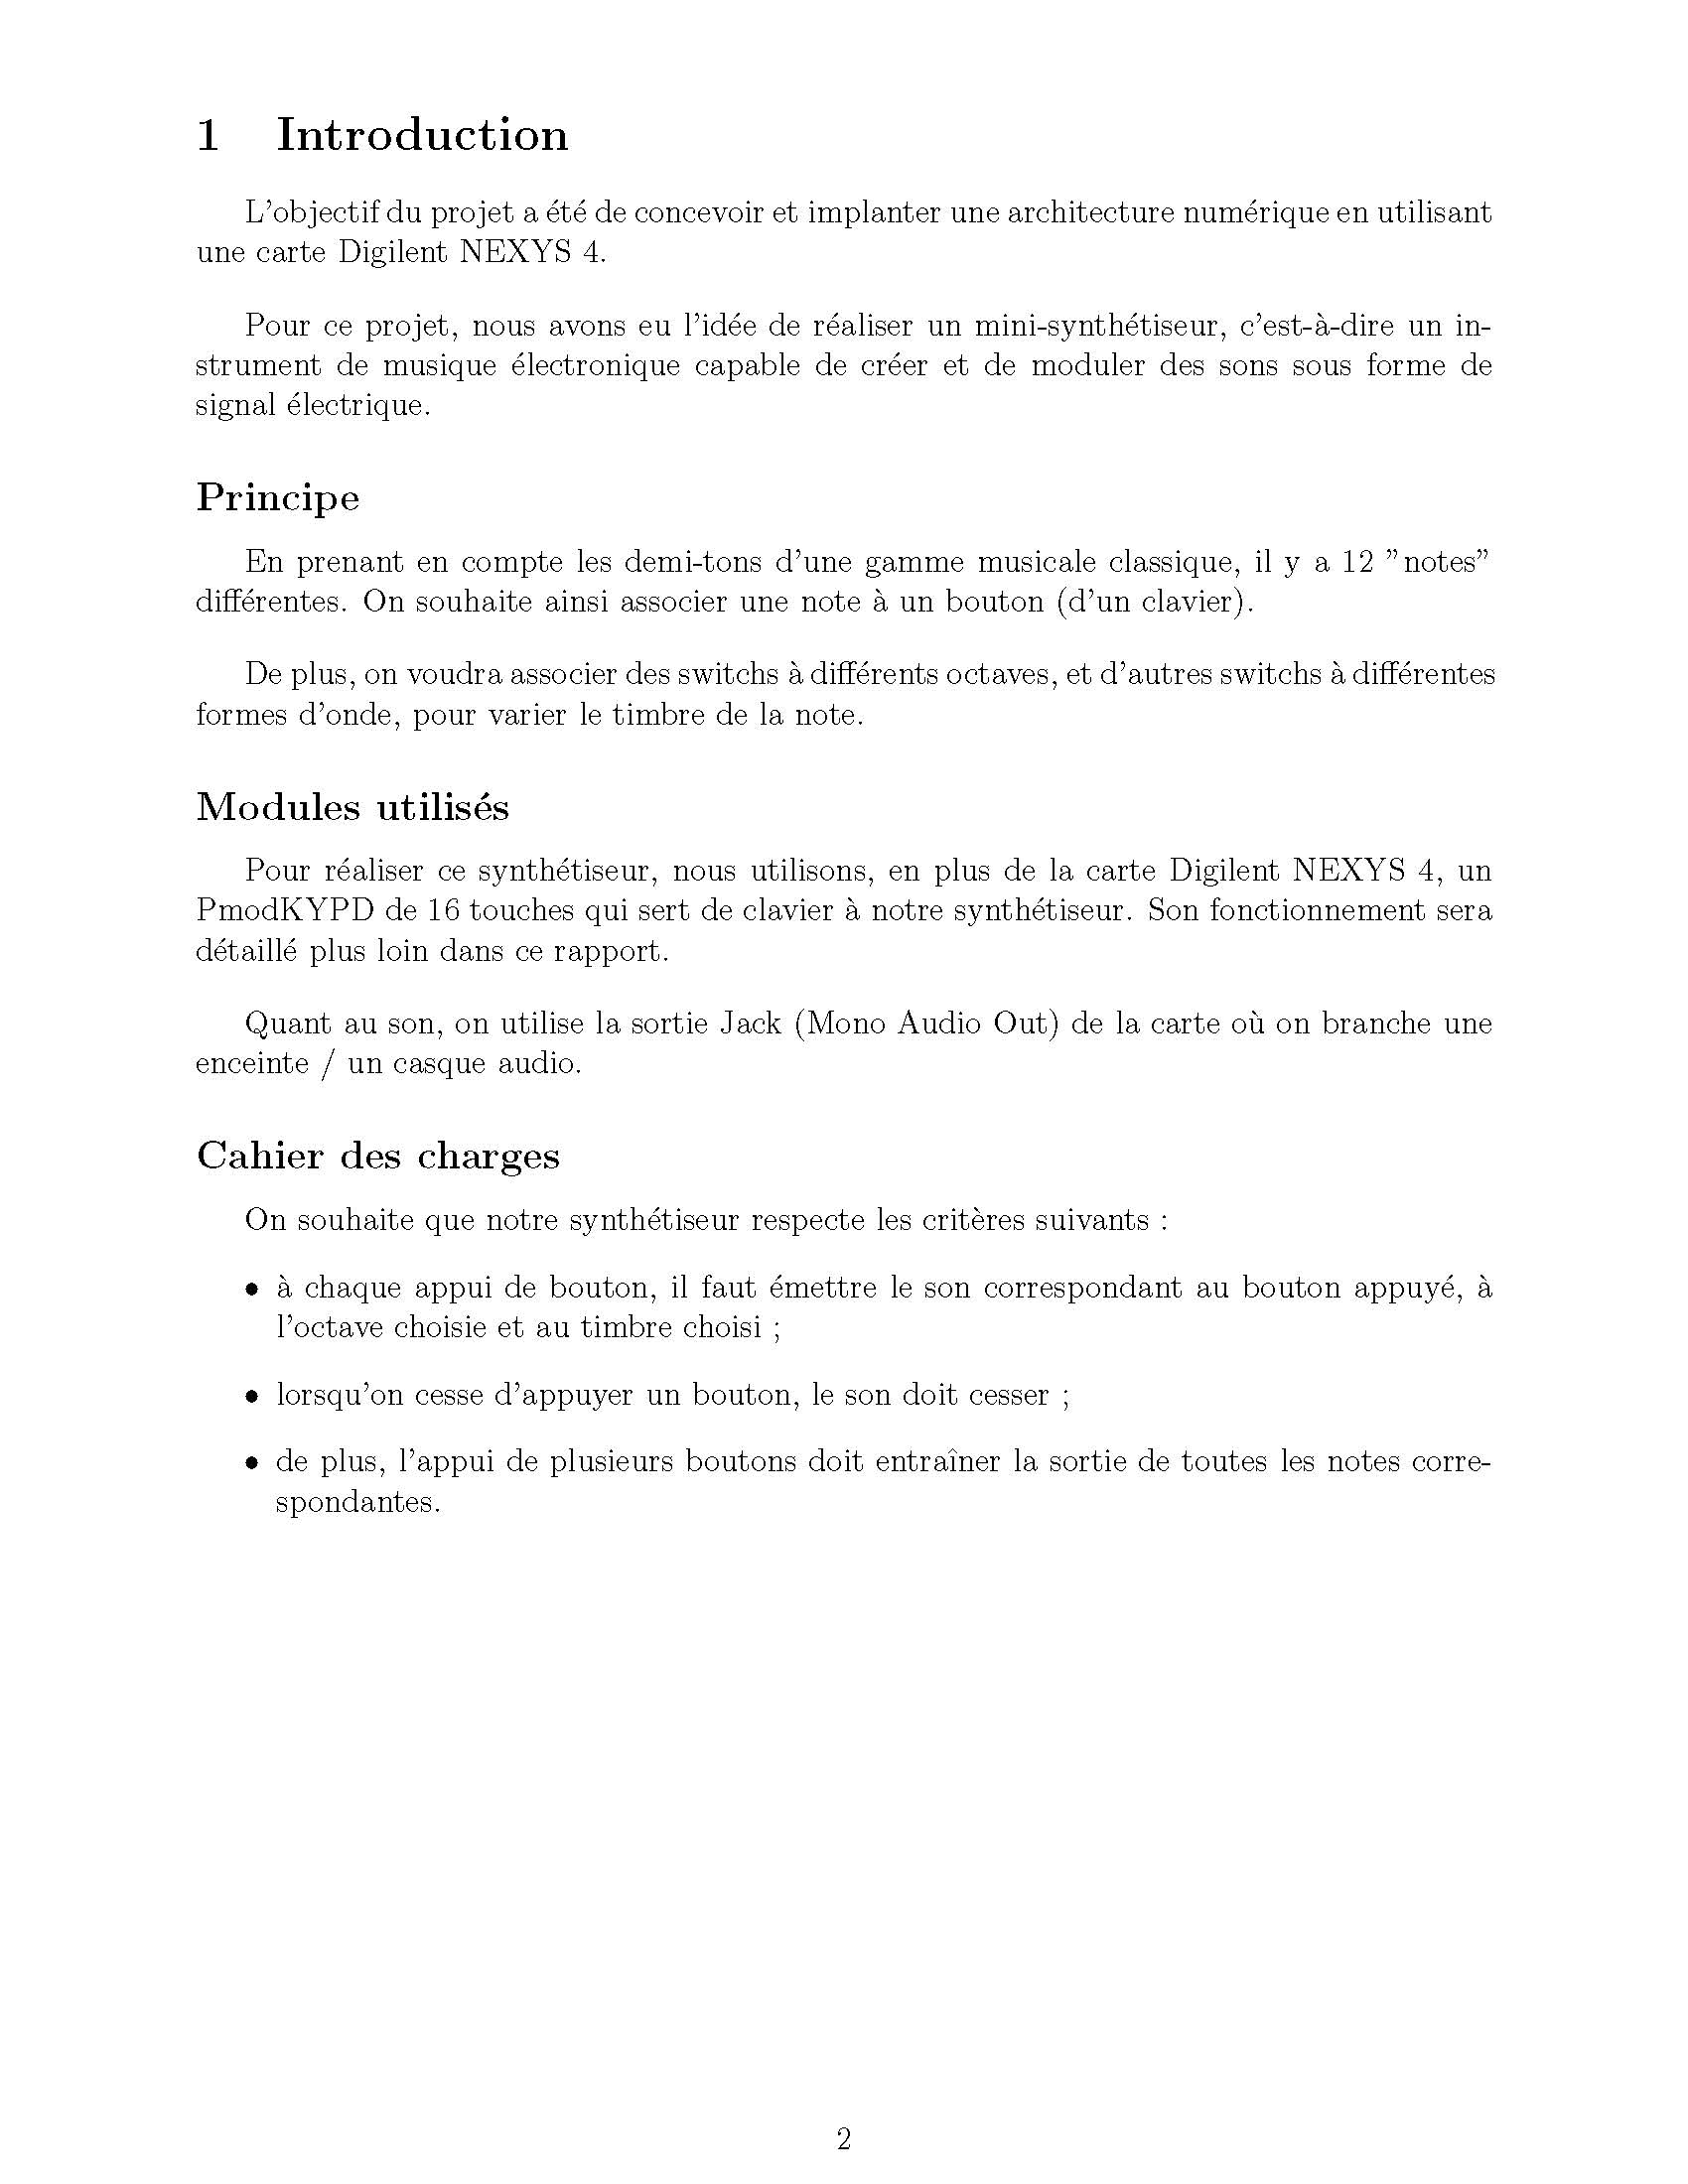 1 Introduction
L'objectif du projet a été de concevoir et implanter une architecture numérique en utilisant
une carte Digilent NEXYS 4.
Pour ce projet, nous avons eu l'idée de réaliser un mini-synthétiseur, c'est-à-dire un in-
strument de musique électronique capable de créer et de moduler des sons sous forme de
signal électrique.
Principe
En prenant en compte les demi-tons d'une gamme musicale classique, il y a 12 ”notes”
différentes. On souhaite ainsi associer une note à un bouton (d'un clavier).
De plus, on voudra associer des switchs à différents octaves, et d'autres switchs à différentes
formes d'onde, pour varier le timbre de la note.
Modules utilisés
Pour réaliser ce synthétiseur, nous utilisons, en plus de la carte Digilent NEXYS 4, un
PmodKYPD de 16 touches qui sert de clavier à notre synthétiseur. Son fonctionnement sera
détaillé plus loin dans ce rapport.
Quant au son, on utilise la sortie Jack (Mono Audio Out) de la carte où on branche une
enceinte / un casque audio.
Cahier des charges
On souhaite que notre synthétiseur respecte les critères suivants :
• à chaque appui de bouton, il faut émettre le son correspondant au bouton appuyé, à
l'octave choisie et au timbre choisi ;
• lorsqu'on cesse d'appuyer un bouton, le son doit cesser ;
• de plus, l'appui de plusieurs boutons doit entraîner la sortie de toutes les notes corre-
spondantes.
2